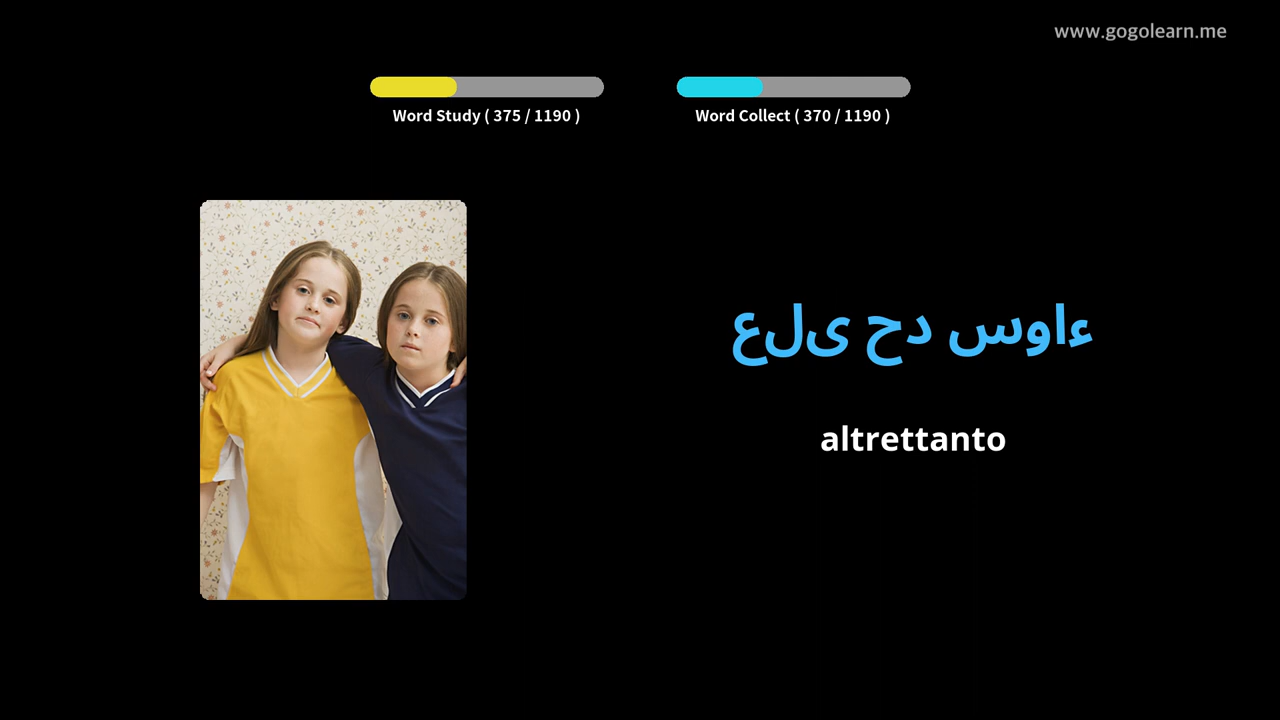 www.gogolearn.me
Word Study ( 375 / 1190 )
Word Collect ( 370 / 1190 )
على حد سواء
altrettanto